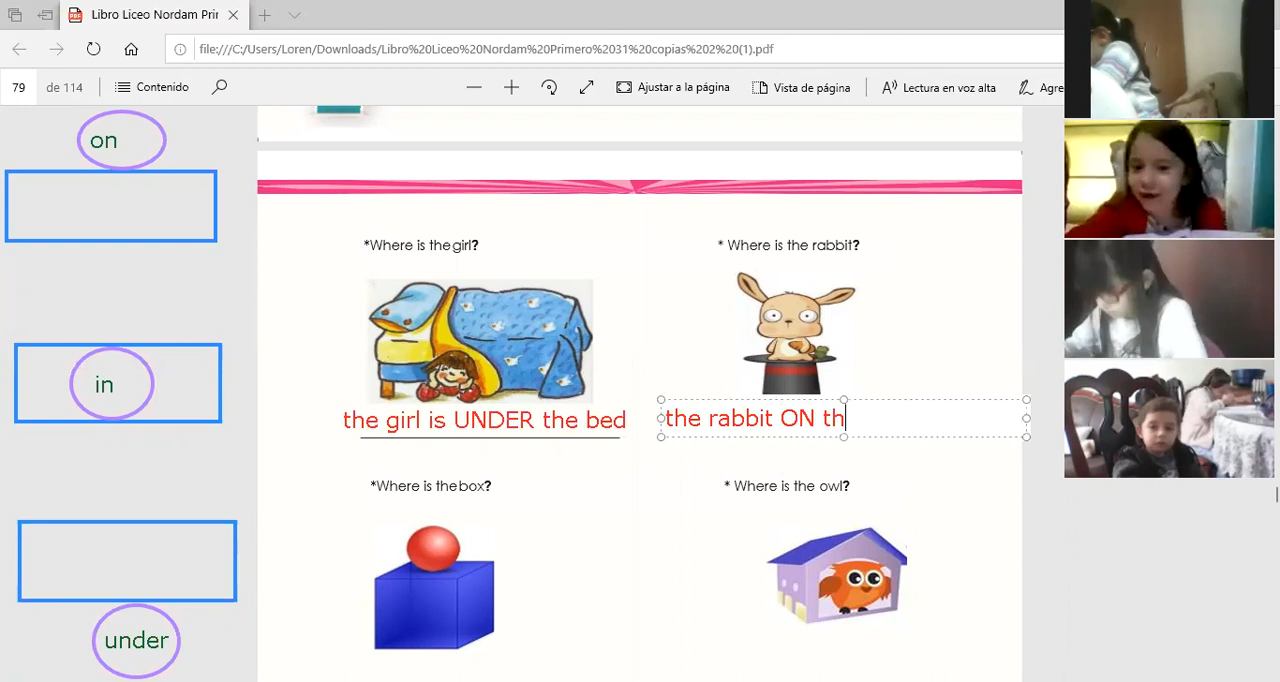 Libro Liceo Nordam Prir
file:///C:/Users/Loren/Downloads/Libro%20Liceo%20Nordam%20Primero%2031%20copias%202%20(1).pdf
79 de 114 Contenido Ajustar a la página Vista de página Lectura en voz alta Agre
on
in
under
*Where is the girl?
* Where is the rabbit?
the girl is UNDER the bed
the rabbit ON th
*Where is the box?
* Where is the owl?